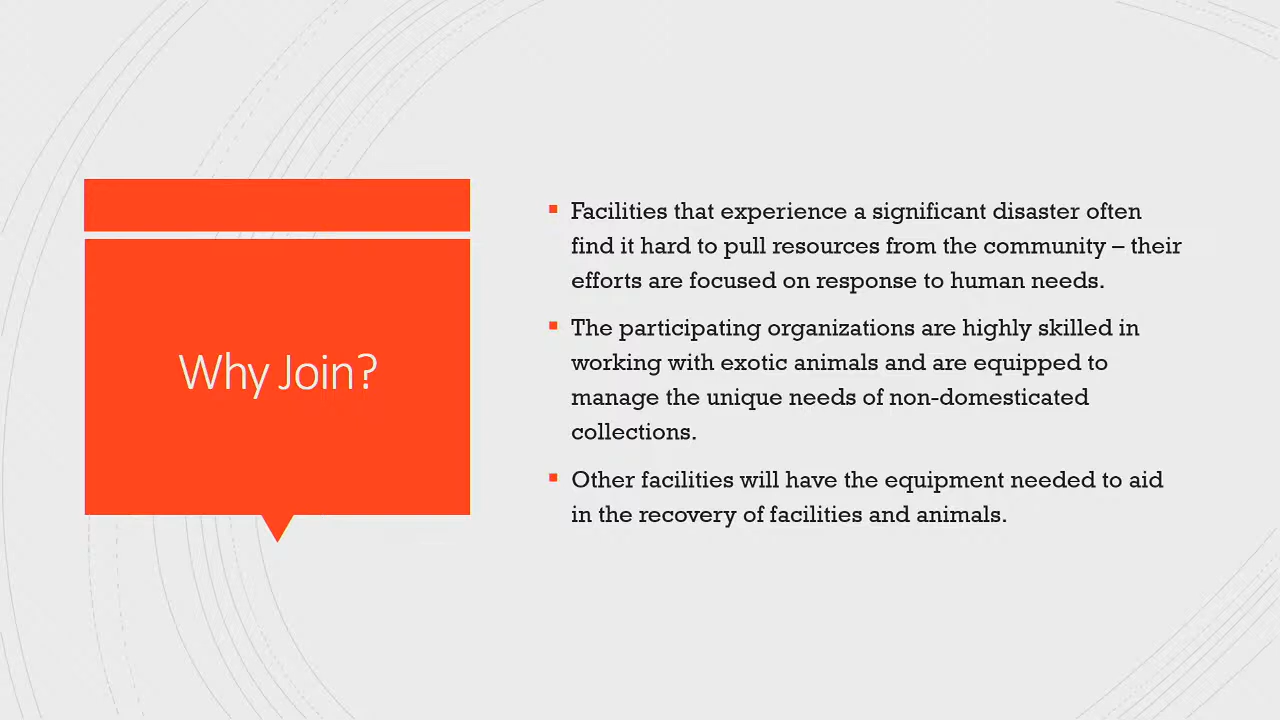 Why Join?
Facilities that experience a significant disaster often
find it hard to pull resources from the community – their
efforts are focused on response to human needs.
The participating organizations are highly skilled in
working with exotic animals and are equipped to
manage the unique needs of non-domesticated
collections.
Other facilities will have the equipment needed to aid
in the recovery of facilities and animals.